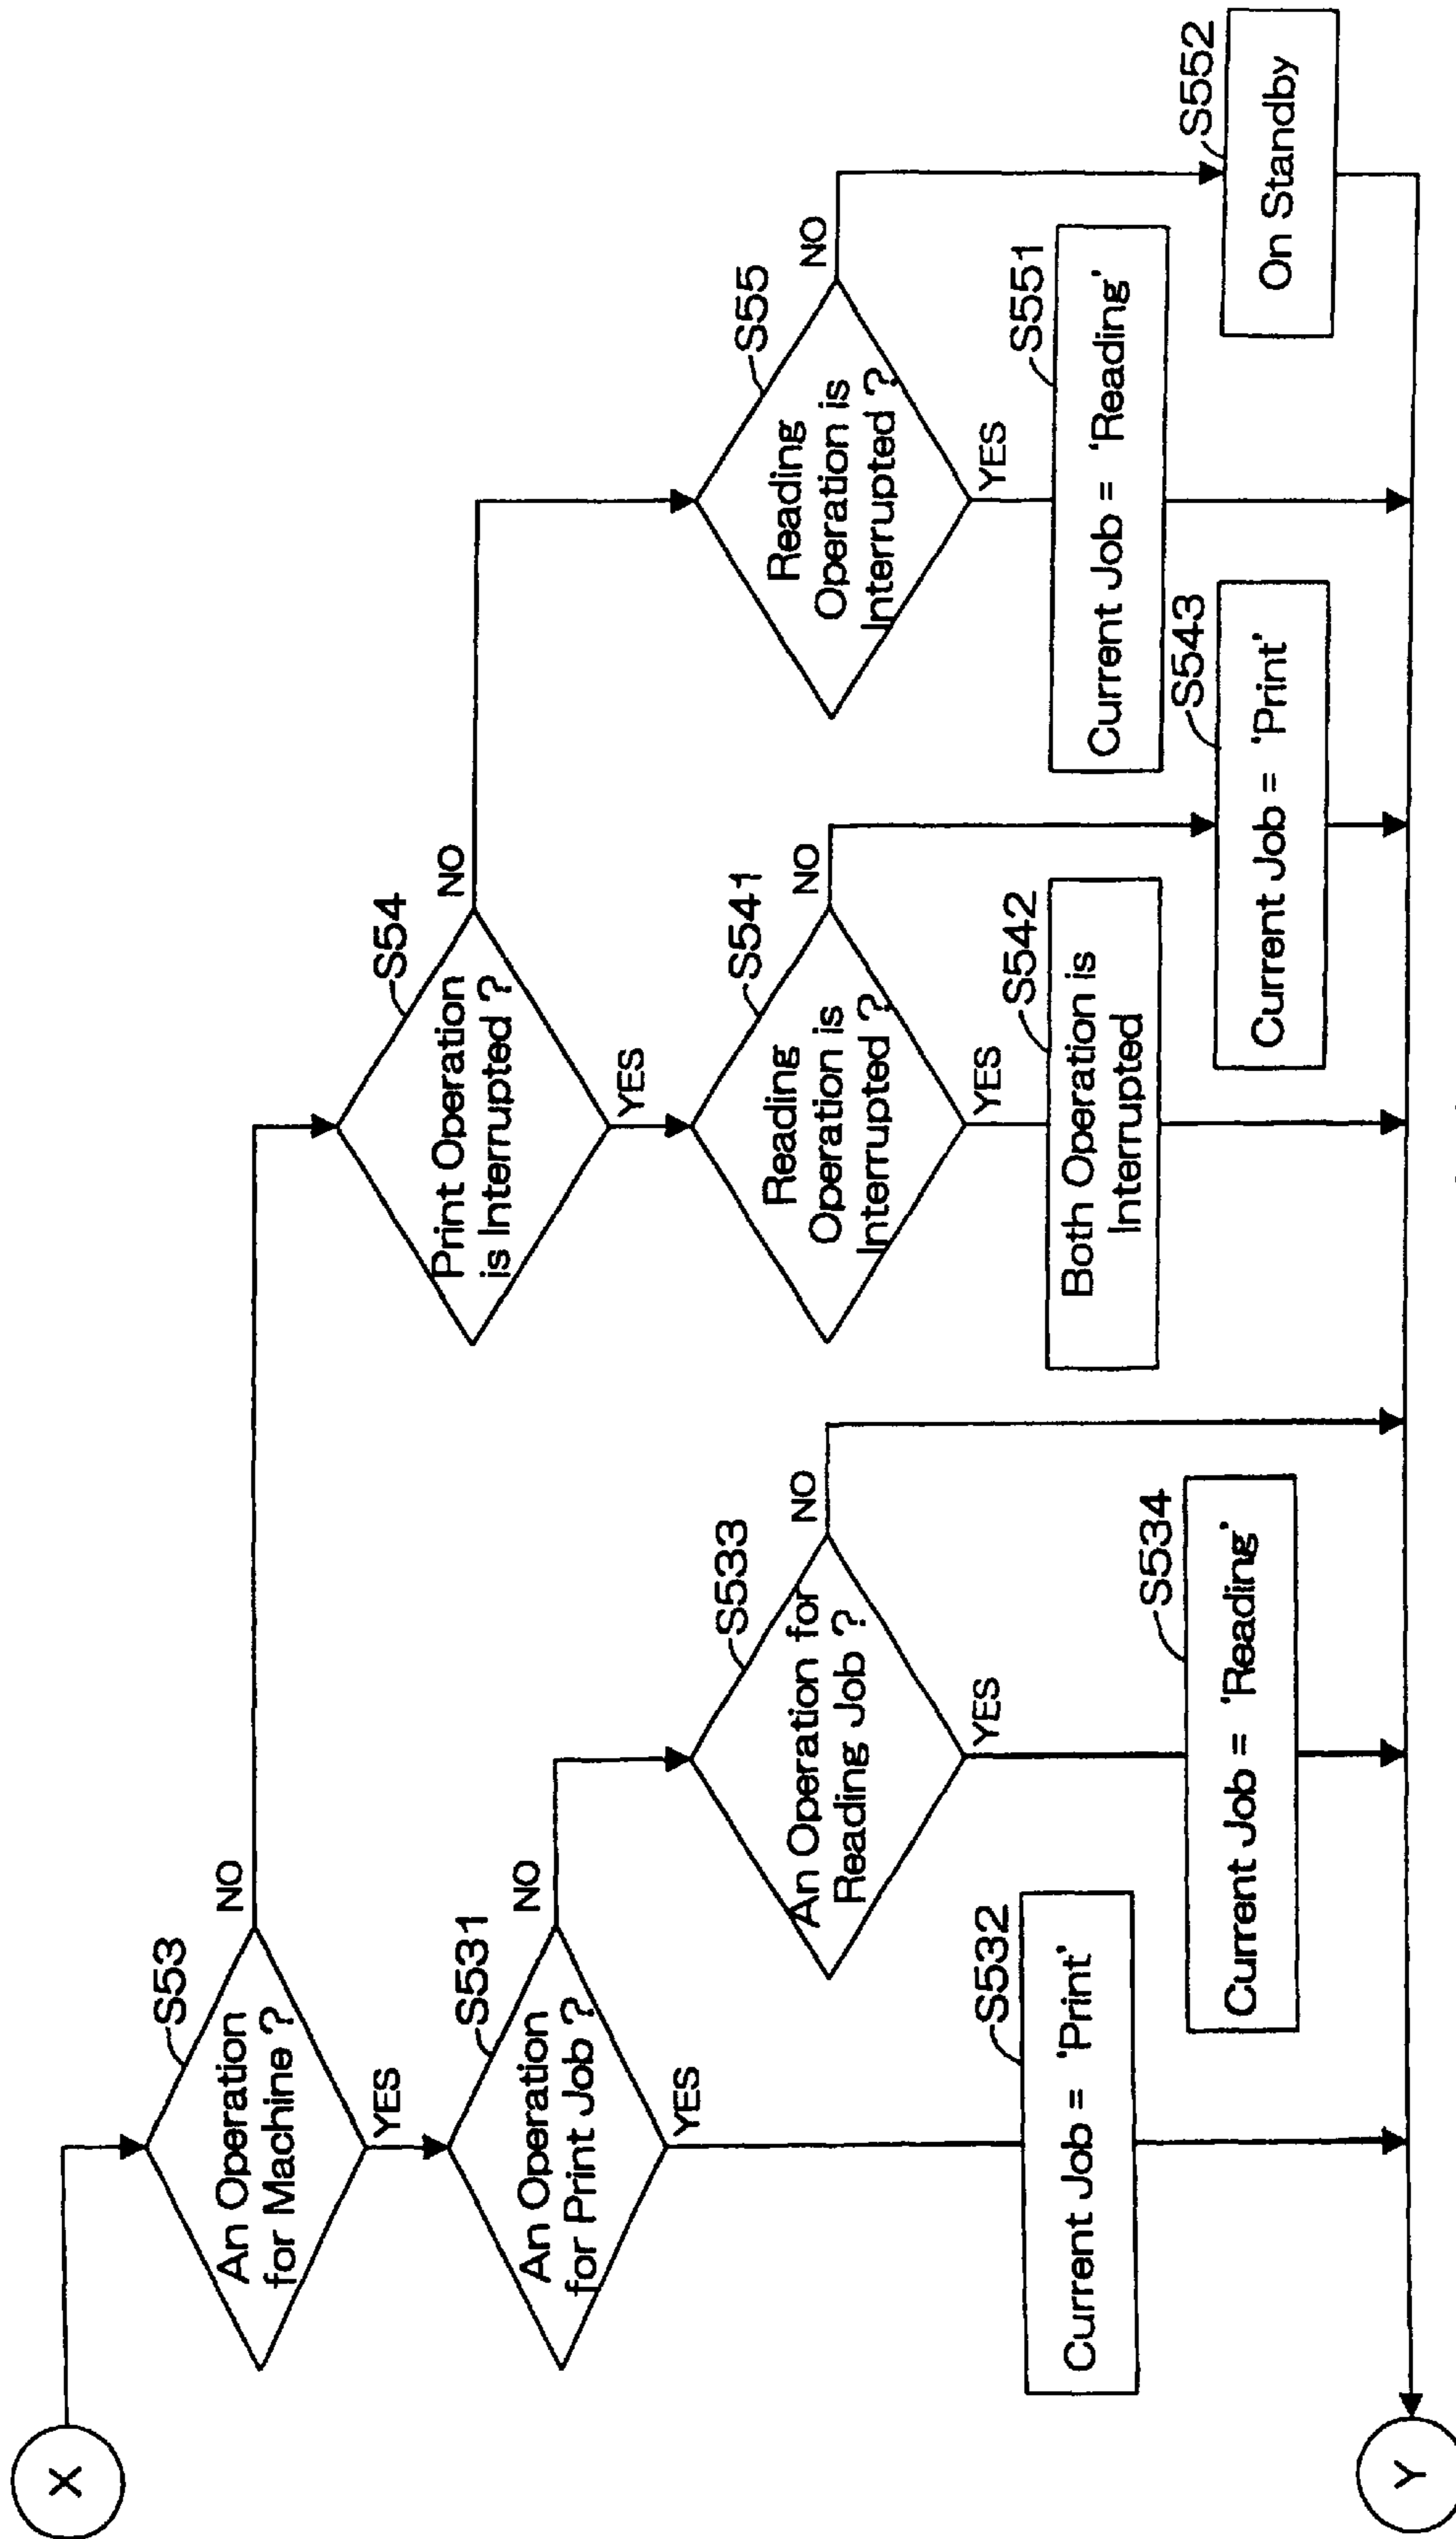 X
An Operation
for Machine ?
S53
NO
YES
An Operation
for Print Job ?
S531
NO
YES
Current Job = 'Print'
S532
An Operation for
Reading Job ?
S533
NO
YES
Current Job = 'Reading'
S534
Print Operation
is Interrupted ?
S54
NO
YES
Reading
Operation is
Interrupted ?
S541
NO
YES
Both Operation is
Interrupted
S542
Current Job = 'Print'
S543
Reading
Operation is
Interrupted ?
S55
NO
YES
Current Job = 'Reading'
S551
On Standby
S552
Y